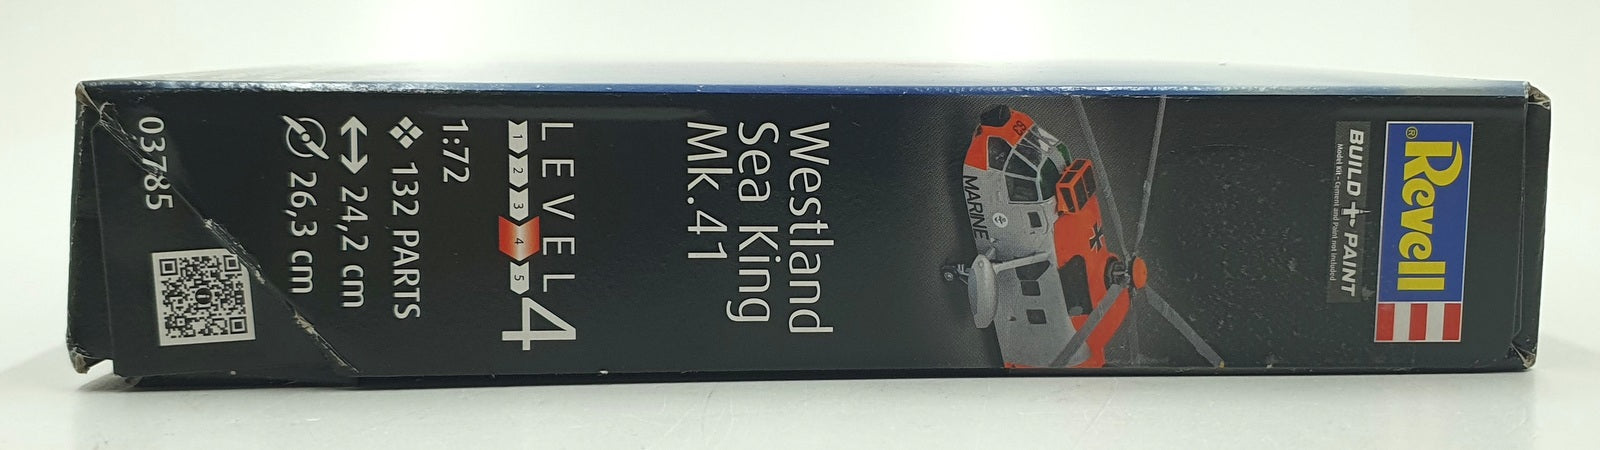 Revell
®
BUILD + PAINT
Model Kit - Cement and Paint not included
89
MARINE
Westland
Sea King
Mk.41
LEVEL 4
1 2 3 4 5
1:72
132 PARTS
24,2 cm
26,3 cm
03785